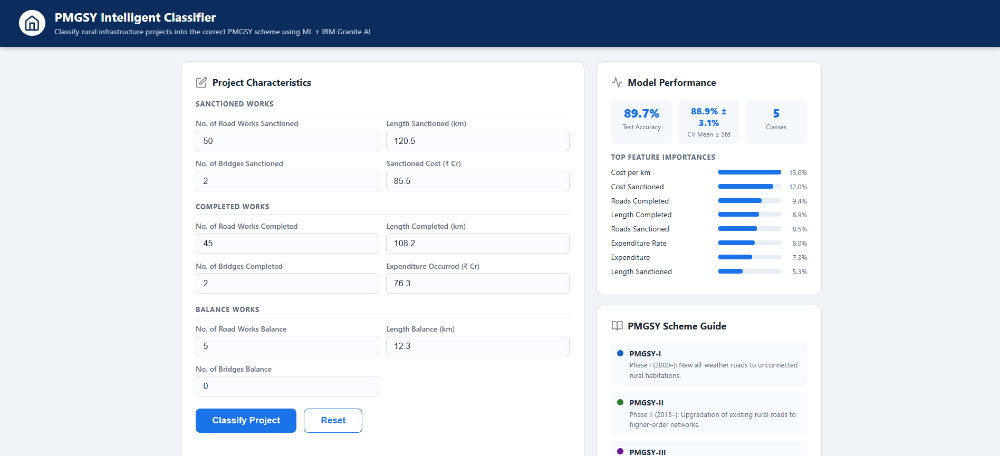 PMGSY Intelligent Classifier
Classify rural infrastructure projects into the correct PMGSY scheme using ML + IBM Granite AI
Project Characteristics
SANCTIONED WORKS
No. of Road Works Sanctioned
Length Sanctioned (km)
50
120.5
No. of Bridges Sanctioned
Sanctioned Cost (₹ Cr)
2
85.5
COMPLETED WORKS
No. of Road Works Completed
Length Completed (km)
45
108.2
No. of Bridges Completed
Expenditure Occurred (₹ Cr)
2
76.3
BALANCE WORKS
No. of Road Works Balance
Length Balance (km)
5
12.3
No. of Bridges Balance
0
Classify Project
Reset
Model Performance
89.7%
Test Accuracy
88.9% ±
3.1%
CV Mean ± Std
5
Classes
TOP FEATURE IMPORTANCES
Cost per km 13.6%
Cost Sanctioned 12.0%
Roads Completed 9.4%
Length Completed 8.9%
Roads Sanctioned 8.5%
Expenditure Rate 8.0%
Expenditure 7.3%
Length Sanctioned 5.3%
PMGSY Scheme Guide
PMGSY-I
Phase I (2000–): New all-weather roads to unconnected
rural habitations.
PMGSY-II
Phase II (2013–): Upgradation of existing rural roads to
higher-order networks.
PMGSY-III